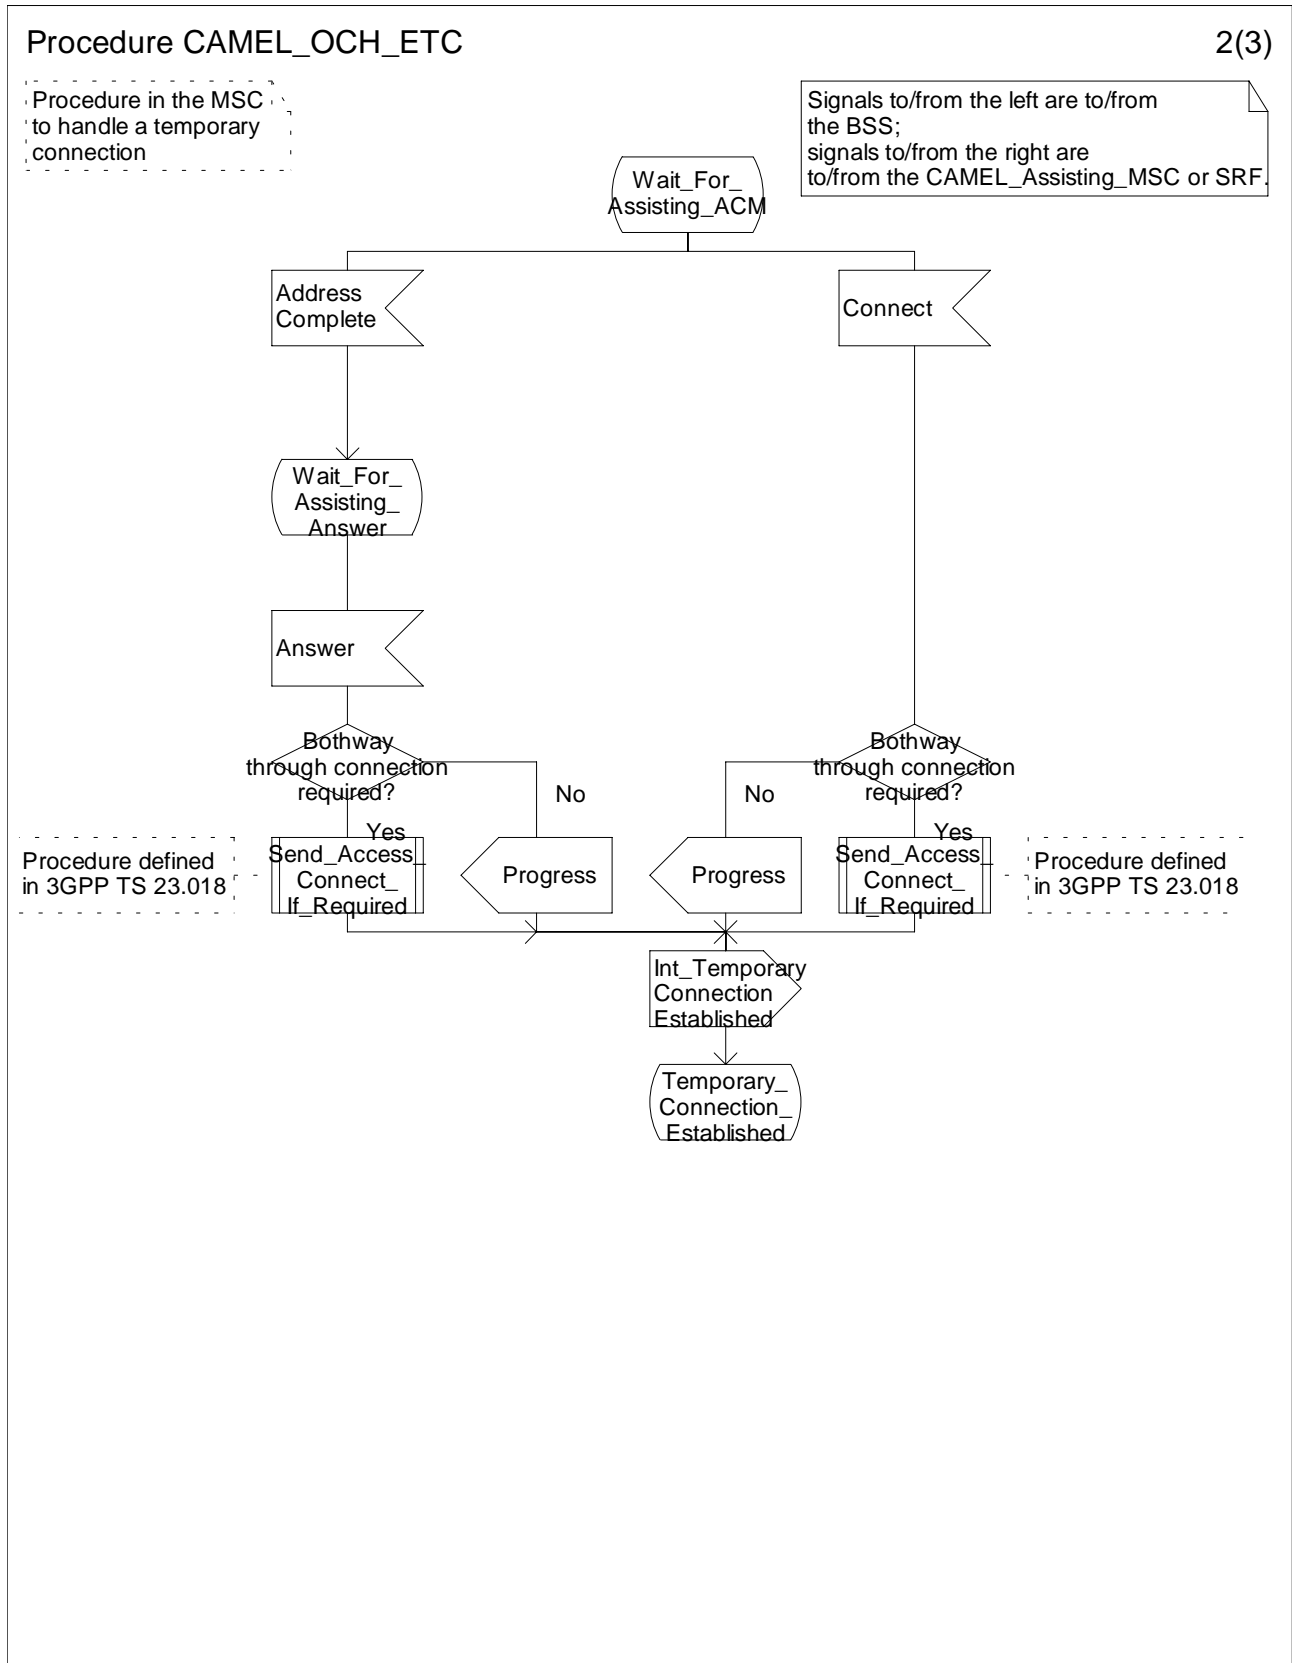 Procedure CAMEL_OCH_ETC
2(3)
Procedure in the MSC
to handle a temporary
connection
Signals to/from the left are to/from
the BSS;
signals to/from the right are
to/from the CAMEL_Assisting_MSC or SRF.
Wait_For_
Assisting_ACM
Address
Complete
Connect
Wait_For_
Assisting_
Answer
Answer
Bothway
through connection
required?
No
No
Bothway
through connection
required?
Yes
Yes
Procedure defined
in 3GPP TS 23.018
Send_Access_
Connect_
If_Required
Progress
Progress
Send_Access_
Connect_
If_Required
Procedure defined
in 3GPP TS 23.018
Int_Temporary
Connection
Established
Temporary_
Connection_
Established